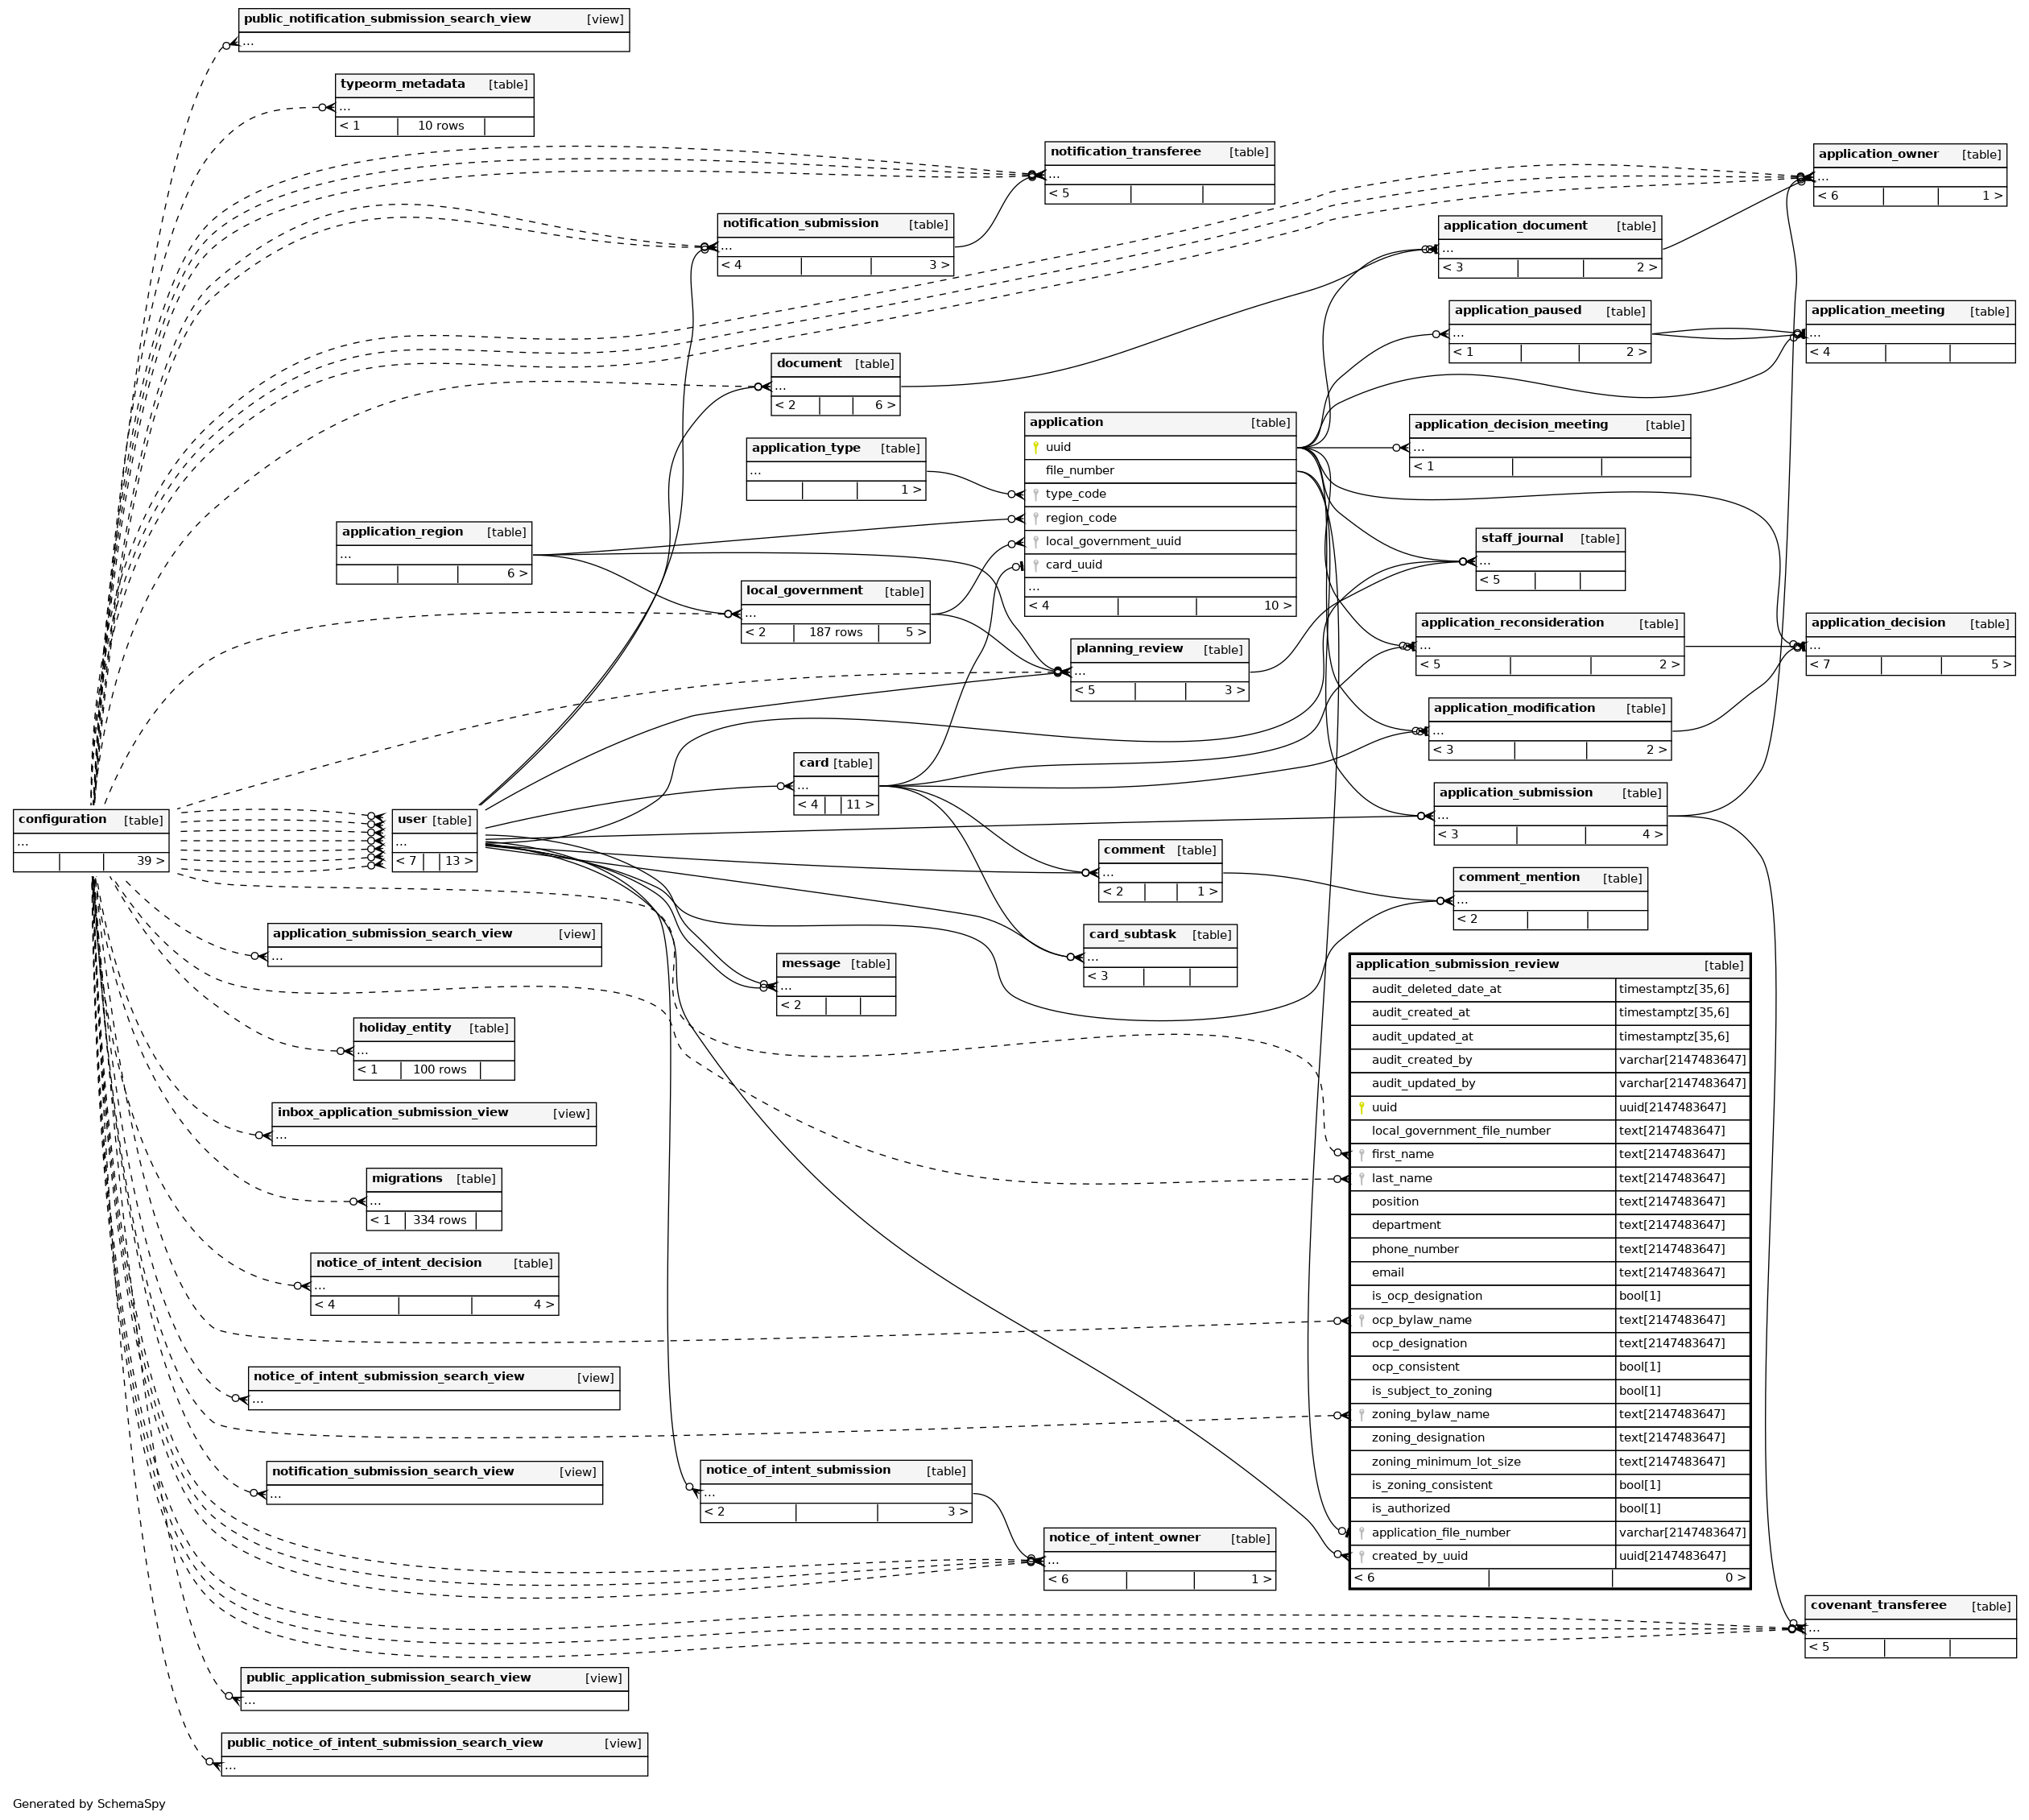 public_notification_submission_search_view [view]
...
typeorm_metadata [table]
...
< 1 10 rows
notification_transferee [table]
...
< 5
application_owner [table]
...
< 6 1 >
notification_submission [table]
...
< 4 3 >
application_document [table]
...
< 3 2 >
application_paused [table]
...
< 1 2 >
application_meeting [table]
...
< 4
document [table]
...
< 2 6 >
application [table]
uuid
file_number
type_code
region_code
local_government_uuid
card_uuid
...
< 4 10 >
application_decision_meeting [table]
...
< 1
application_type [table]
...
1 >
application_region [table]
...
6 >
staff_journal [table]
...
< 5
local_government [table]
...
< 2 187 rows 5 >
application_reconsideration [table]
...
< 5 2 >
application_decision [table]
...
< 7 5 >
planning_review [table]
...
< 5 3 >
application_modification [table]
...
< 3 2 >
card [table]
...
< 4 11 >
application_submission [table]
...
< 3 4 >
configuration [table]
...
39 >
user [table]
...
< 7 13 >
comment [table]
...
< 2 1 >
comment_mention [table]
...
< 2
application_submission_search_view [view]
...
card_subtask [table]
...
< 3
message [table]
...
< 2
application_submission_review [table]
audit_deleted_date_at timestamptz[35,6]
audit_created_at timestamptz[35,6]
audit_updated_at timestamptz[35,6]
audit_created_by varchar[2147483647]
audit_updated_by varchar[2147483647]
uuid uuid[2147483647]
local_government_file_number text[2147483647]
first_name text[2147483647]
last_name text[2147483647]
position text[2147483647]
department text[2147483647]
phone_number text[2147483647]
email text[2147483647]
is_ocp_designation bool[1]
ocp_bylaw_name text[2147483647]
ocp_designation text[2147483647]
ocp_consistent bool[1]
is_subject_to_zoning bool[1]
zoning_bylaw_name text[2147483647]
zoning_designation text[2147483647]
zoning_minimum_lot_size text[2147483647]
is_zoning_consistent bool[1]
is_authorized bool[1]
application_file_number varchar[2147483647]
created_by_uuid uuid[2147483647]
< 6 0 >
holiday_entity [table]
...
< 1 100 rows
inbox_application_submission_view [view]
...
migrations [table]
...
< 1 334 rows
notice_of_intent_decision [table]
...
< 4 4 >
notice_of_intent_submission_search_view [view]
...
notification_submission_search_view [view]
...
notice_of_intent_submission [table]
...
< 2 3 >
notice_of_intent_owner [table]
...
< 6 1 >
covenant_transferee [table]
...
< 5
public_application_submission_search_view [view]
...
public_notice_of_intent_submission_search_view [view]
...
Generated by SchemaSpy